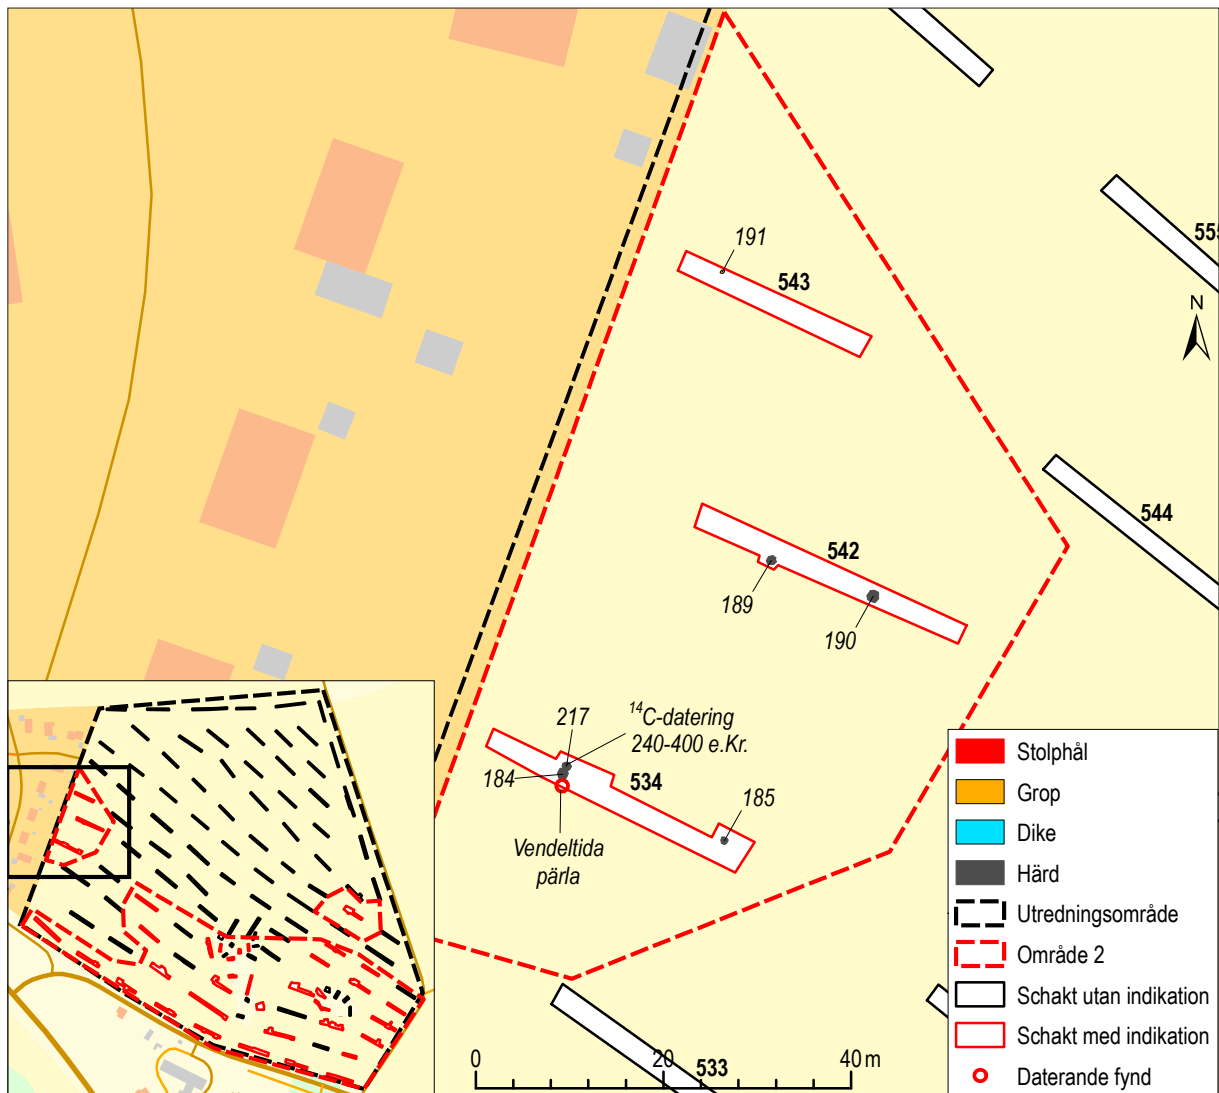 191
543
555
N
544
542
189
190
217
¹⁴C-datering
240-400 e.Kr.
184
534
185
Vendeltida
pärla
533
0
20
40 m
Stolphål
Grop
Dike
Härd
Utredningsområde
Område 2
Schakt utan indikation
Schakt med indikation
Daterande fynd